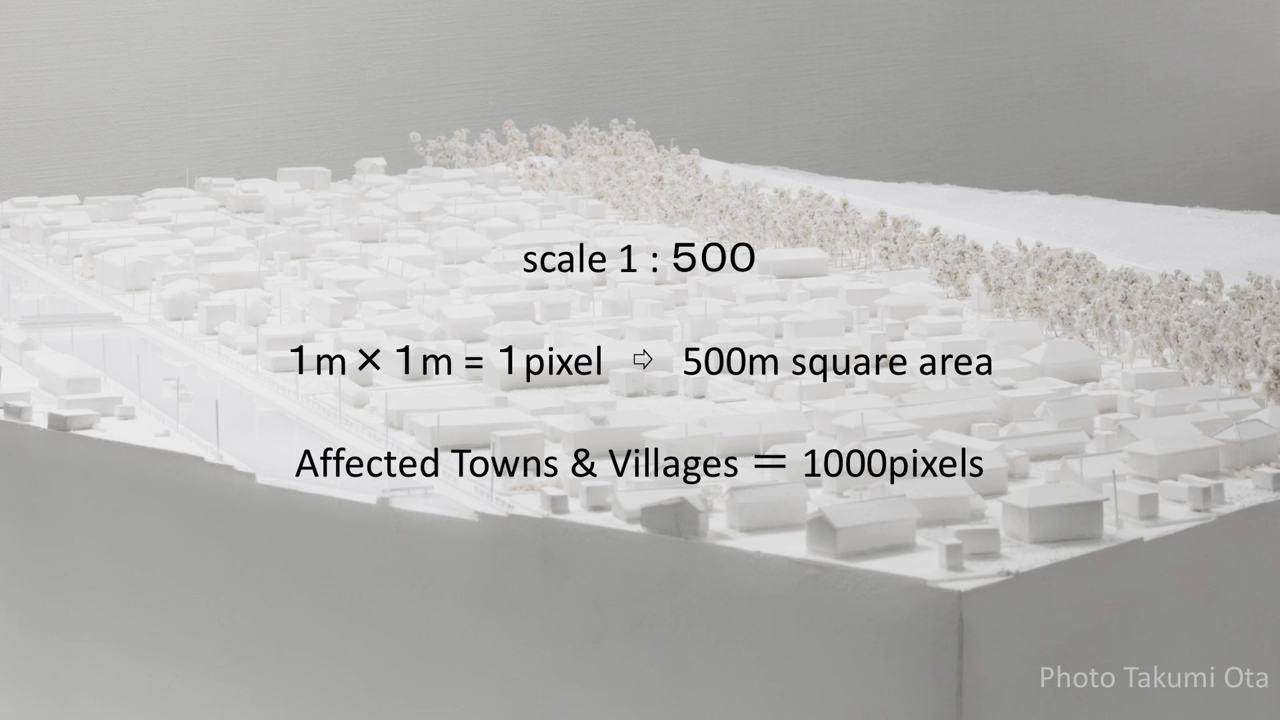 scale 1 : 500
1m × 1m = 1pixel ⇨ 500m square area
Affected Towns & Villages ＝ 1000pixels
Photo Takumi Ota